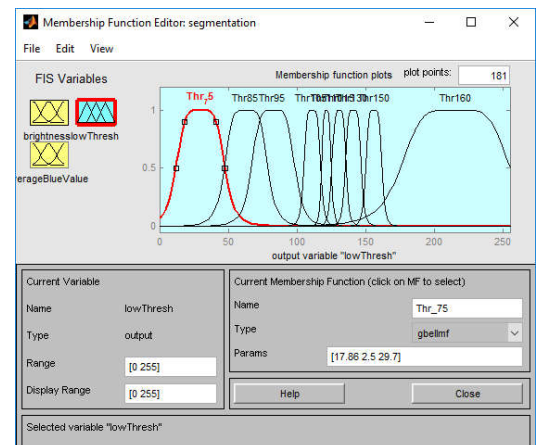 Membership Function Editor: segmentation
File Edit View
FIS Variables
Membership function plots plot points: 181
Thr_75 Thr85 Thr95 Thr150 Thr160
brightness lowThresh
erageBlueValue
1
0.5
0
0 50 100 150 200 250
output variable "lowThresh"
Current Variable
Name lowThresh
Type output
Range [0 255]
Display Range [0 255]
Current Membership Function (click on MF to select)
Name Thr_75
Type gbellmf
Params [17.86 2.5 29.7]
Help Close
Selected variable "lowThresh"